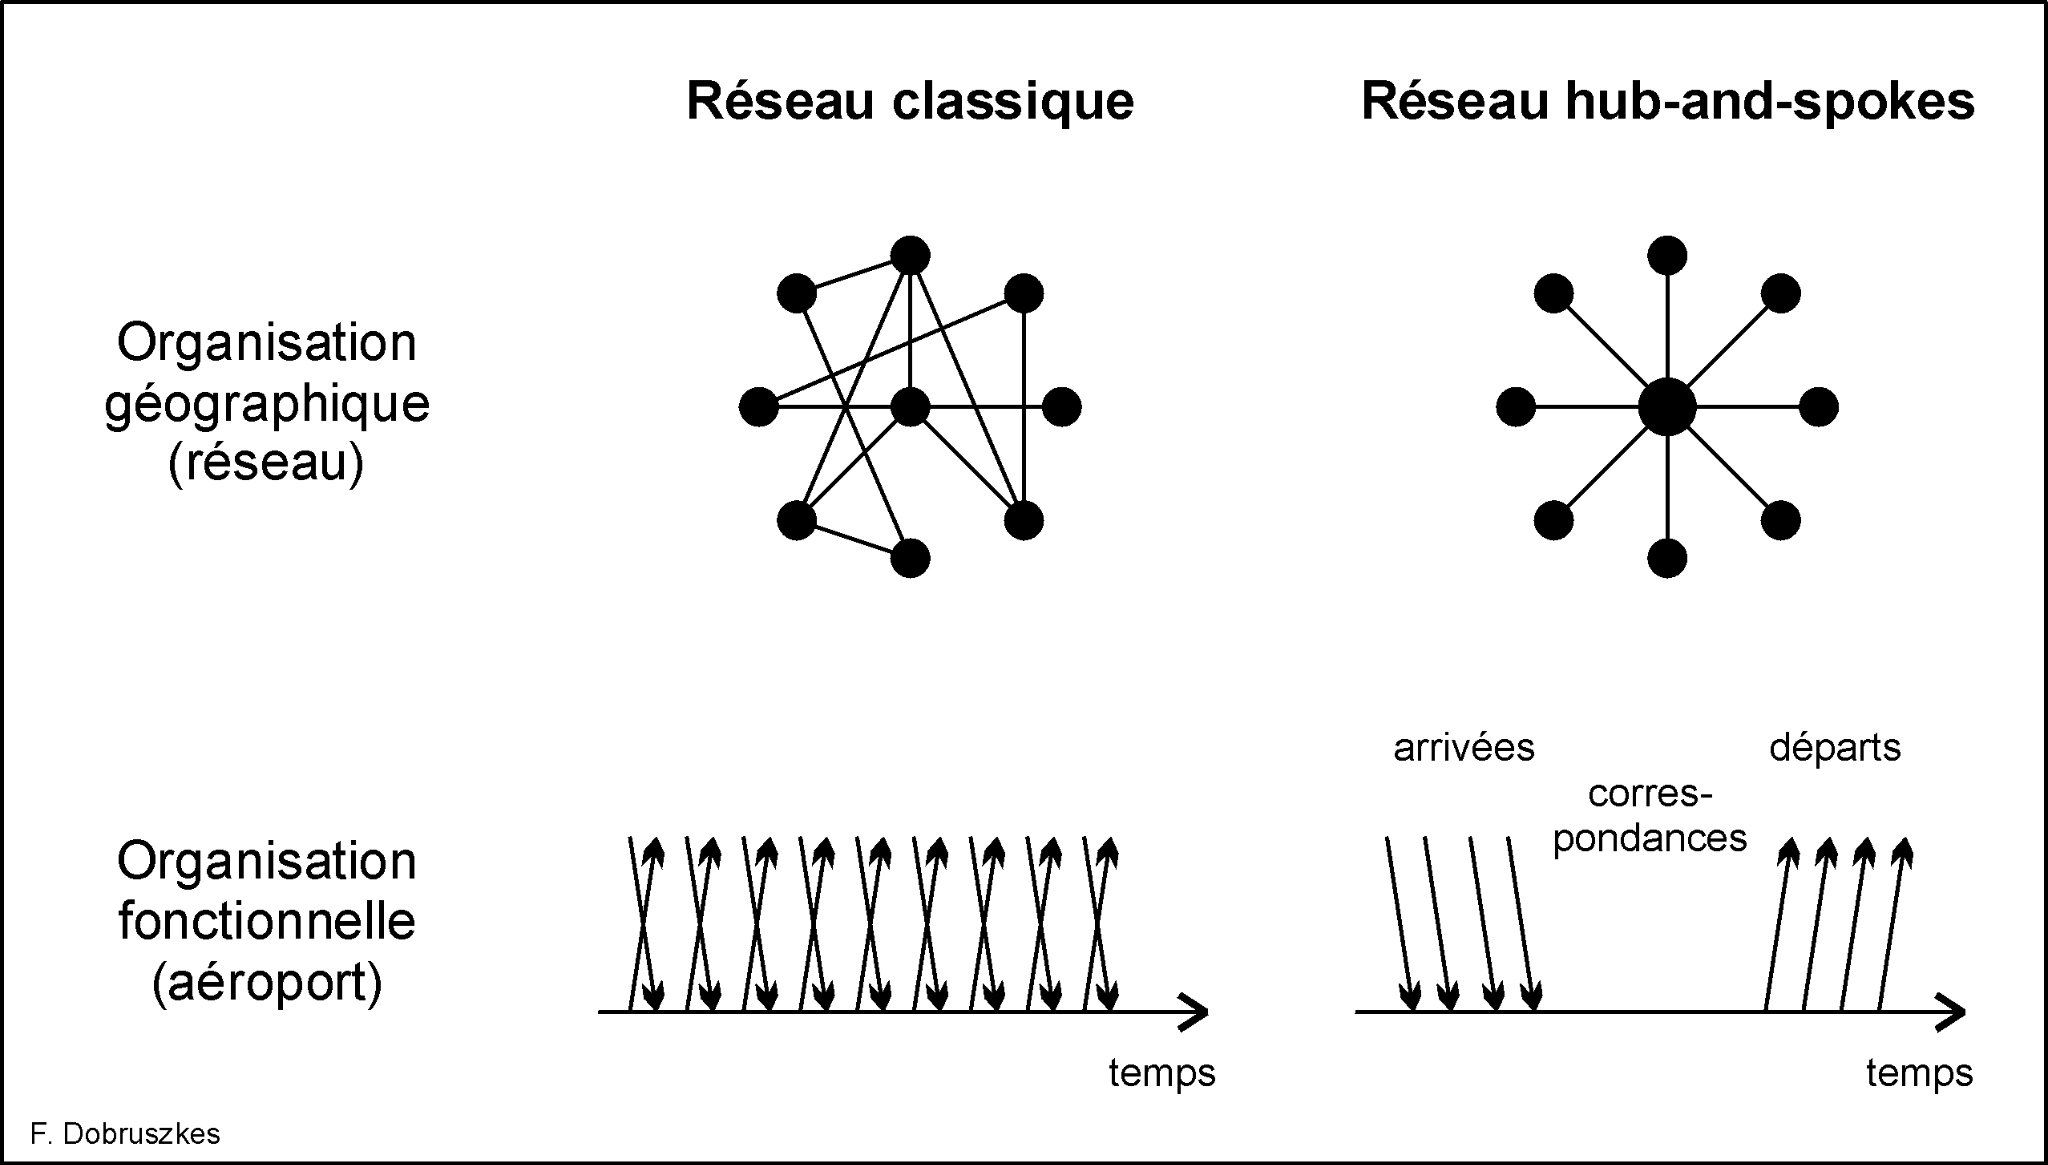 Réseau classique
Réseau hub-and-spokes
Organisation
géographique
(réseau)
arrivées
départs
corres-
pondances
Organisation
fonctionnelle
(aéroport)
temps
temps
F. Dobruszkes